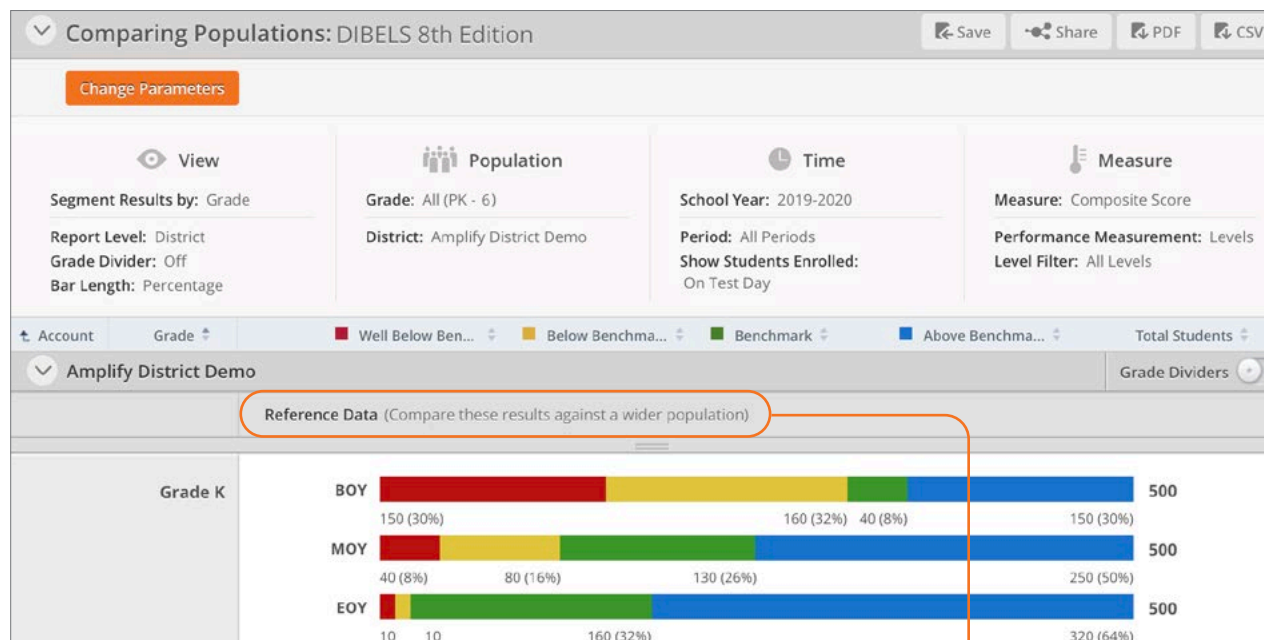 Comparing Populations: DIBELS 8th Edition
Save Share PDF CSV
Change Parameters
View Population Time Measure
Segment Results by: Grade Grade: All (PK - 6) School Year: 2019-2020 Measure: Composite Score
Report Level: District District: Amplify District Demo Period: All Periods Performance Measurement: Levels
Grade Divider: Off Show Students Enrolled: Level Filter: All Levels
Bar Length: Percentage On Test Day
Account Grade Well Below Ben... Below Benchma... Benchmark Above Benchma... Total Students
Amplify District Demo Grade Dividers
Reference Data (Compare these results against a wider population)
Grade K BOY 500
150 (30%) 160 (32%) 40 (8%) 150 (30%)
MOY 500
40 (8%) 80 (16%) 130 (26%) 250 (50%)
EOY 500
10 10 160 (32%) 320 (64%)